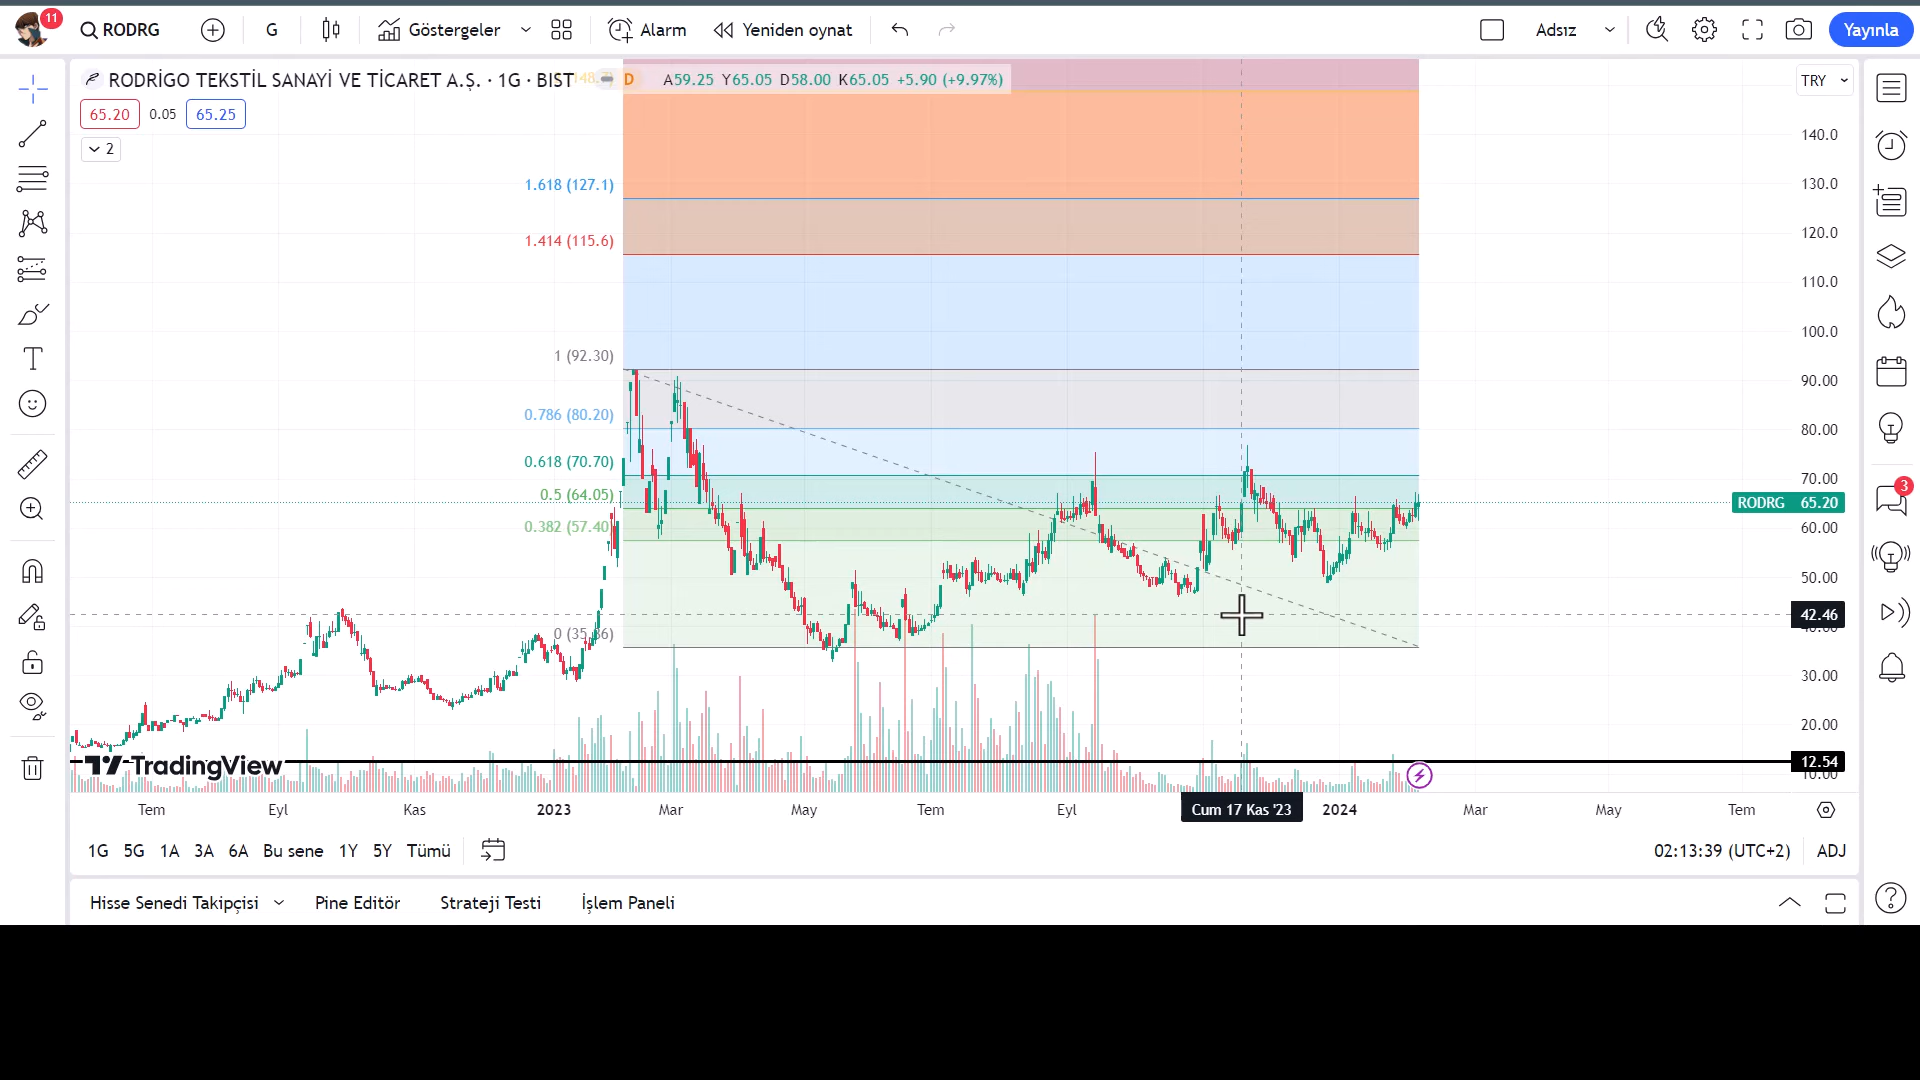 11
RODRG
G
Göstergeler
Alarm
Yeniden oynat
Adsız
Yayınla
RODRİGO TEKSTİL SANAYİ VE TİCARET A.Ş. · 1G · BIST
D
A59.25 Y65.05 D58.00 K65.05 +5.90 (+9.97%)
TRY
65.20
0.05
65.25
2
140.0
1.618 (127.1)
130.0
1.414 (115.6)
120.0
110.0
100.0
1 (92.30)
90.00
0.786 (80.20)
80.00
0.618 (70.70)
70.00
3
0.5 (64.05)
RODRG 65.20
0.382 (57.40)
60.00
50.00
42.46
0 (35.86)
30.00
20.00
TradingView
12.54
10.00
Tem
Eyl
Kas
2023
Mar
May
Tem
Eyl
Cum 17 Kas '23
2024
Mar
May
Tem
1G
5G
1A
3A
6A
Bu sene
1Y
5Y
Tümü
02:13:39 (UTC+2)
ADJ
Hisse Senedi Takipçisi
Pine Editör
Strateji Testi
İşlem Paneli